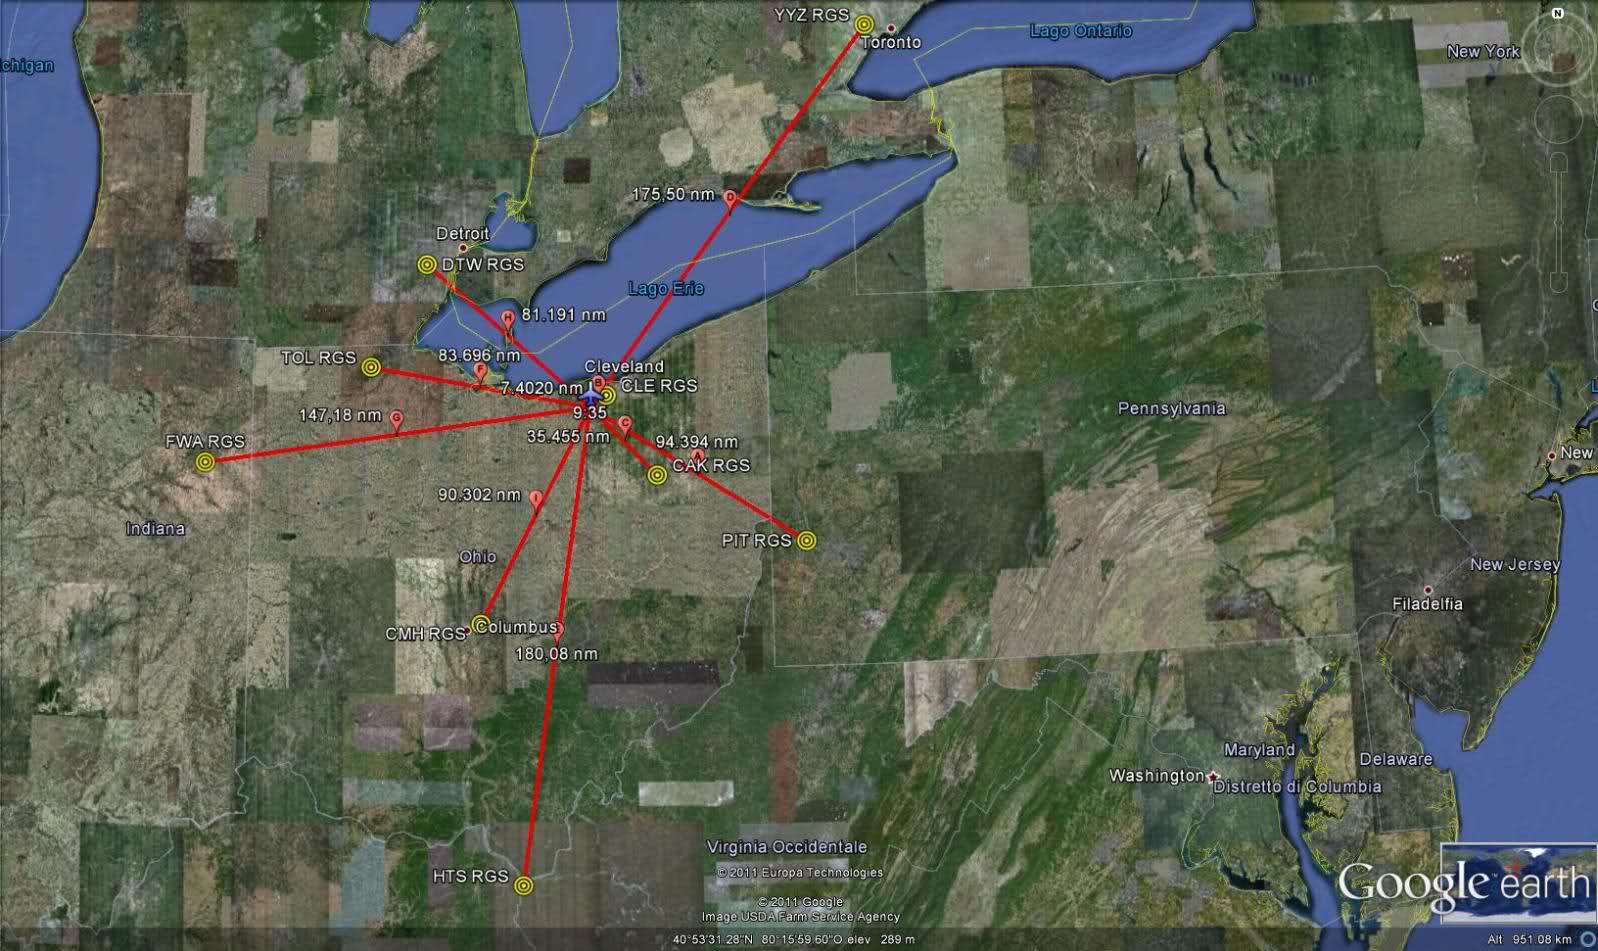 YYZ RGS
Toronto
Lago Ontario
New York
175,50 nm
Detroit
DTW RGS
Lago Erie
81.191 nm
TOL RGS
83.696 nm
Cleveland
7.4020 nm
CLE RGS
147,18 nm
9:35
FWA RGS
35.455 nm
94.394 nm
CAK RGS
Pennsylvania
90.302 nm
Indiana
PIT RGS
Ohio
New Jersey
Filadelfia
CMH RGS
Columbus
180,08 nm
Washington
Maryland
Delaware
Distretto di Columbia
Virginia Occidentale
HTS RGS
© 2011 Europa Technologies
© 2011 Google
Image USDA Farm Service Agency
Google earth
40°53'31.28"N 80°15'59.60"O elev 289 m
Alt 951.08 km
N
A
B
C
D
F
G
H
I
New
chigan